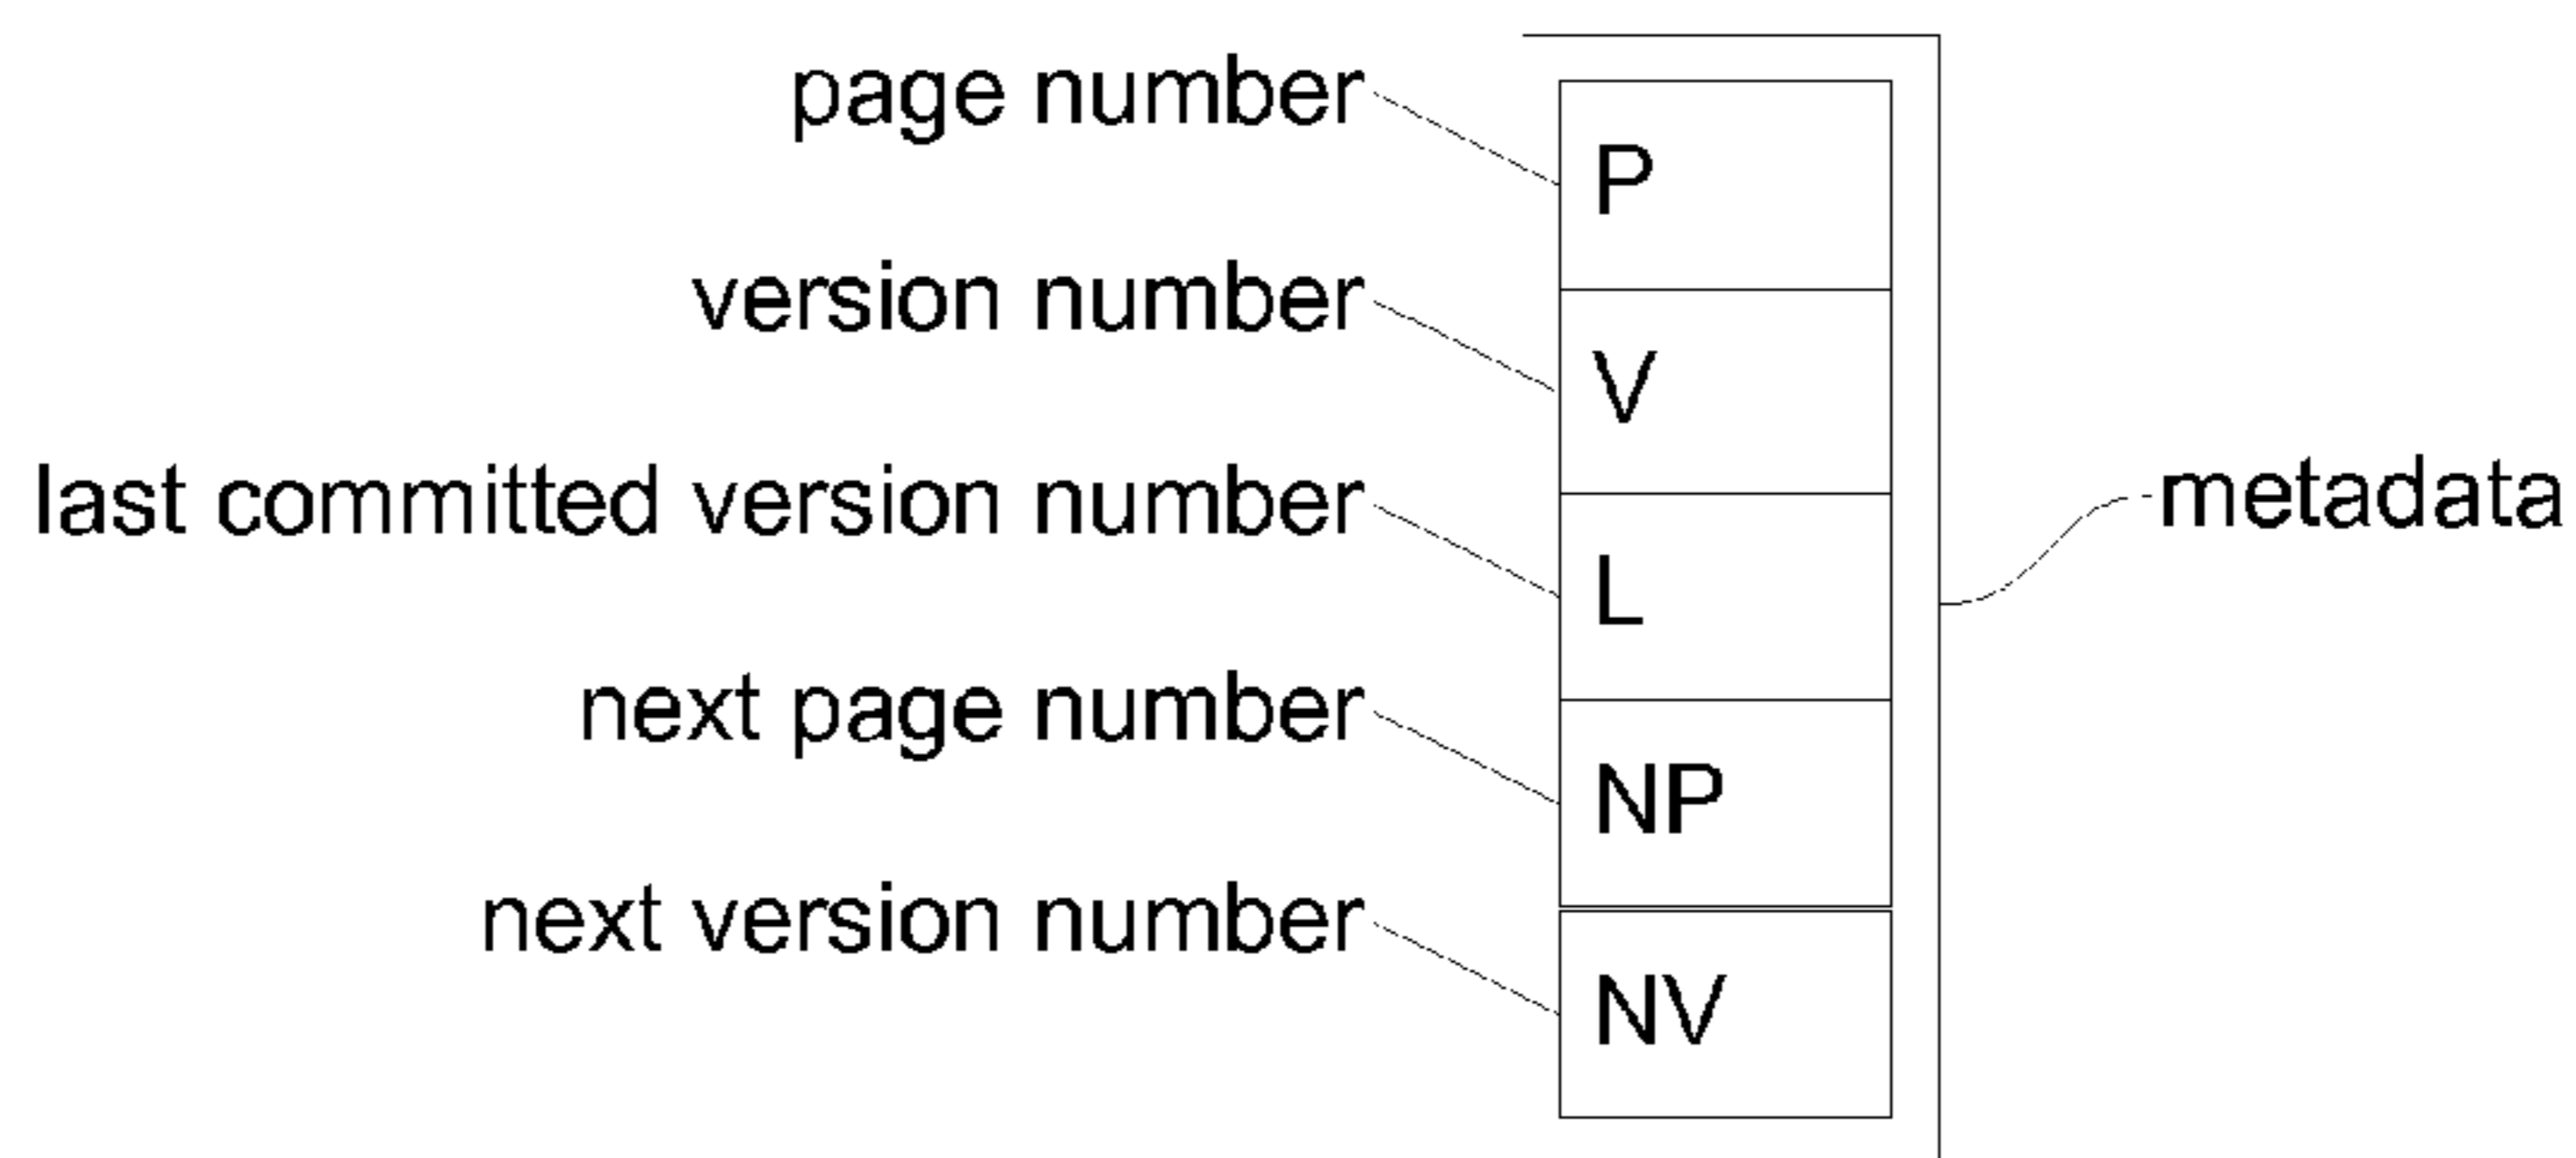 page number
P
version number
V
last committed version number
L
metadata
next page number
NP
next version number
NV